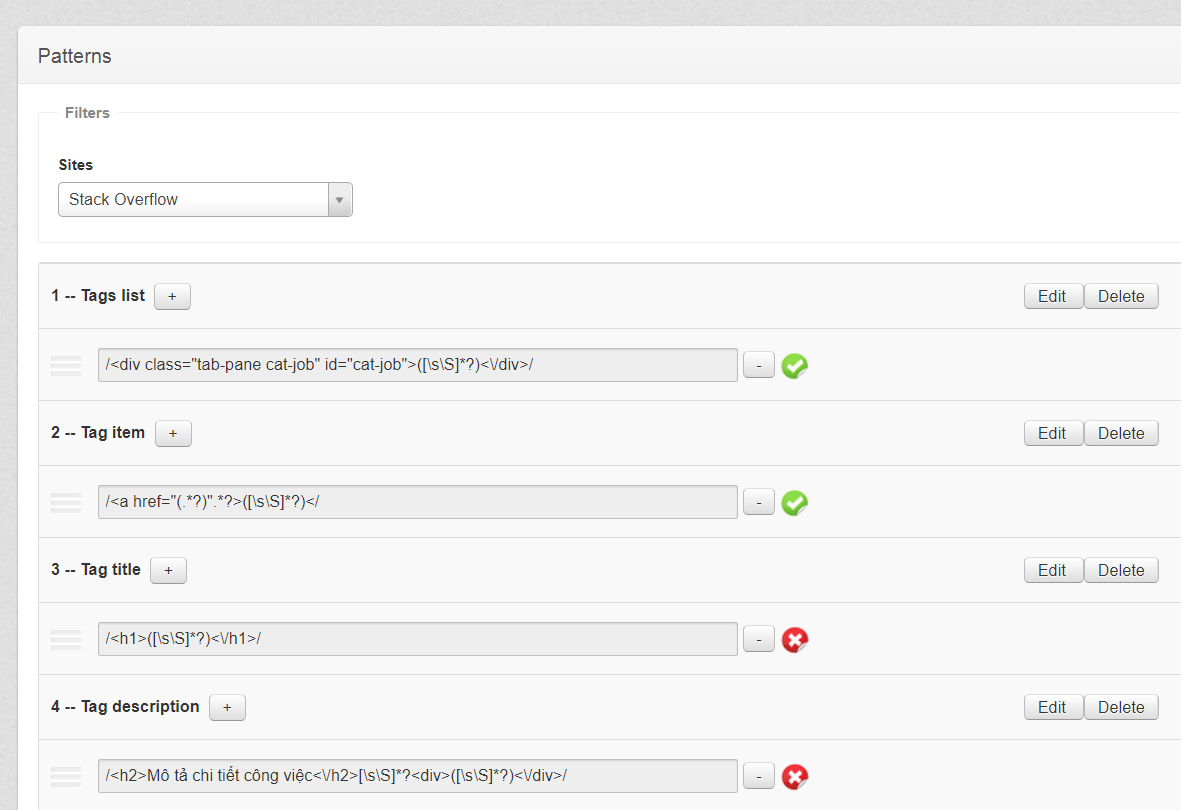 Patterns
Filters
Sites
Stack Overflow
1 -- Tags list + Edit Delete
/<div class="tab-pane cat-job" id="cat-job">([\s\S]*?)<\/div>/ -
2 -- Tag item + Edit Delete
/<a href="(.*?)".*?>([\s\S]*?)</ -
3 -- Tag title + Edit Delete
/<h1>([\s\S]*?)<\/h1>/ -
4 -- Tag description + Edit Delete
/<h2>Mô tả chi tiết công việc<\/h2>[\s\S]*?<div>([\s\S]*?)<\/div>/ -